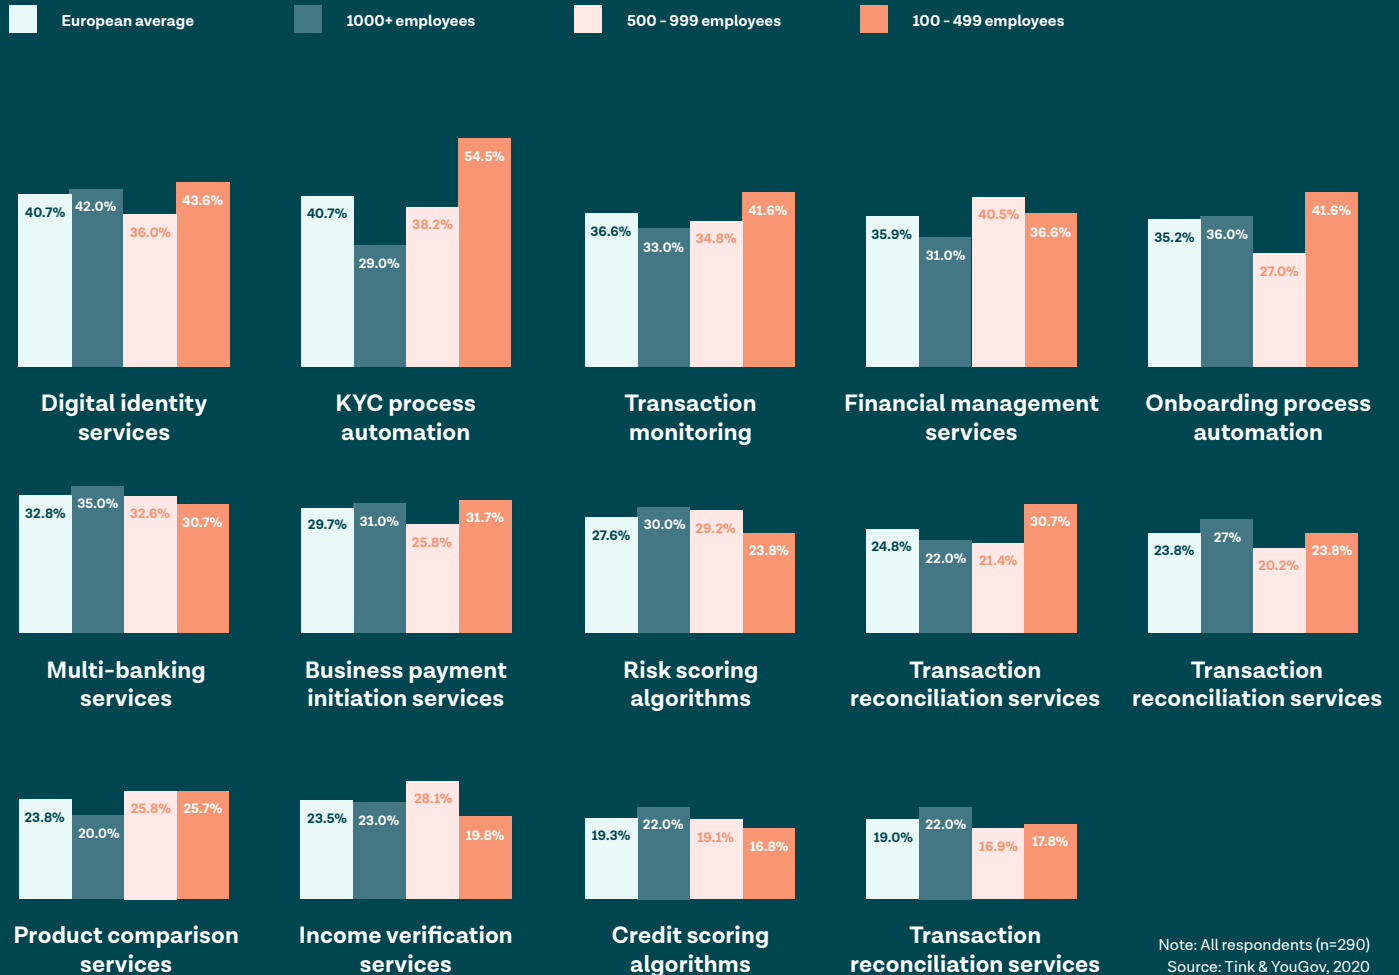 European average
1000+ employees
500 - 999 employees
100 - 499 employees
40.7%
42.0%
36.0%
43.6%
Digital identity
services
40.7%
29.0%
38.2%
54.5%
KYC process
automation
36.6%
33.0%
34.8%
41.6%
Transaction
monitoring
35.9%
31.0%
40.5%
36.6%
Financial management
services
35.2%
36.0%
27.0%
41.6%
Onboarding process
automation
32.8%
35.0%
32.6%
30.7%
Multi-banking
services
29.7%
31.0%
25.8%
31.7%
Business payment
initiation services
27.6%
30.0%
29.2%
23.8%
Risk scoring
algorithms
24.8%
22.0%
21.4%
30.7%
Transaction
reconciliation services
23.8%
27%
20.2%
23.8%
Transaction
reconciliation services
23.8%
20.0%
25.8%
25.7%
Product comparison
services
23.5%
23.0%
28.1%
19.8%
Income verification
services
19.3%
22.0%
19.1%
16.8%
Credit scoring
algorithms
19.0%
22.0%
16.9%
17.8%
Transaction
reconciliation services
Note: All respondents (n=290)
Source: Tink & YouGov, 2020